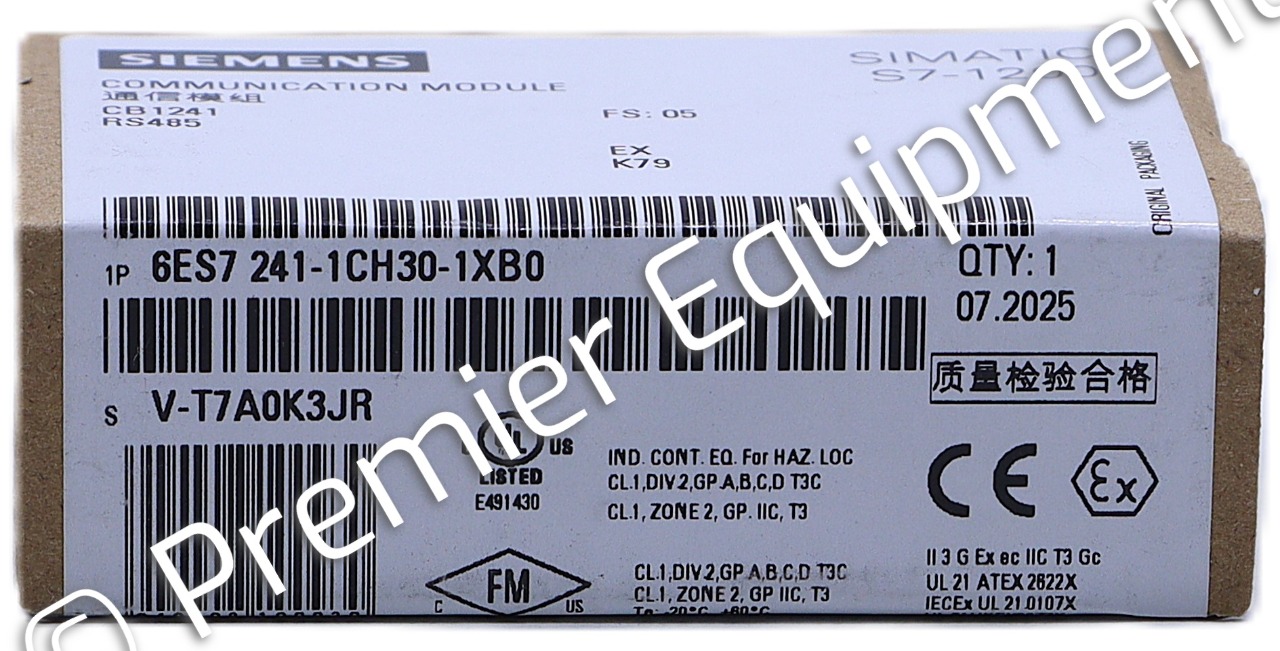 SIEMENS
SIMATIC
COMMUNICATION MODULE
通信模组
CB1241
RS485
FS: 05
EX
K79
ORIGINAL PACKAGING
1P 6ES7 241-1CH30-1XB0
QTY: 1
07.2025
质量检验合格
S V-T7A0K3JR
UL US
LISTED
E491430
IND. CONT. EQ. For HAZ. LOC
CL.1,DIV.2,GP.A,B,C,D T3C
CL.1, ZONE 2, GP. IIC, T3
CE Ex
C FM US
CL.1,DIV.2,GP.A,B,C,D T3C
CL.1, ZONE 2, GP IIC, T3
II 3 G Ex ec IIC T3 Gc
UL 21 ATEX 2622X
IECEx UL 21.0107X
© Premier Equipment